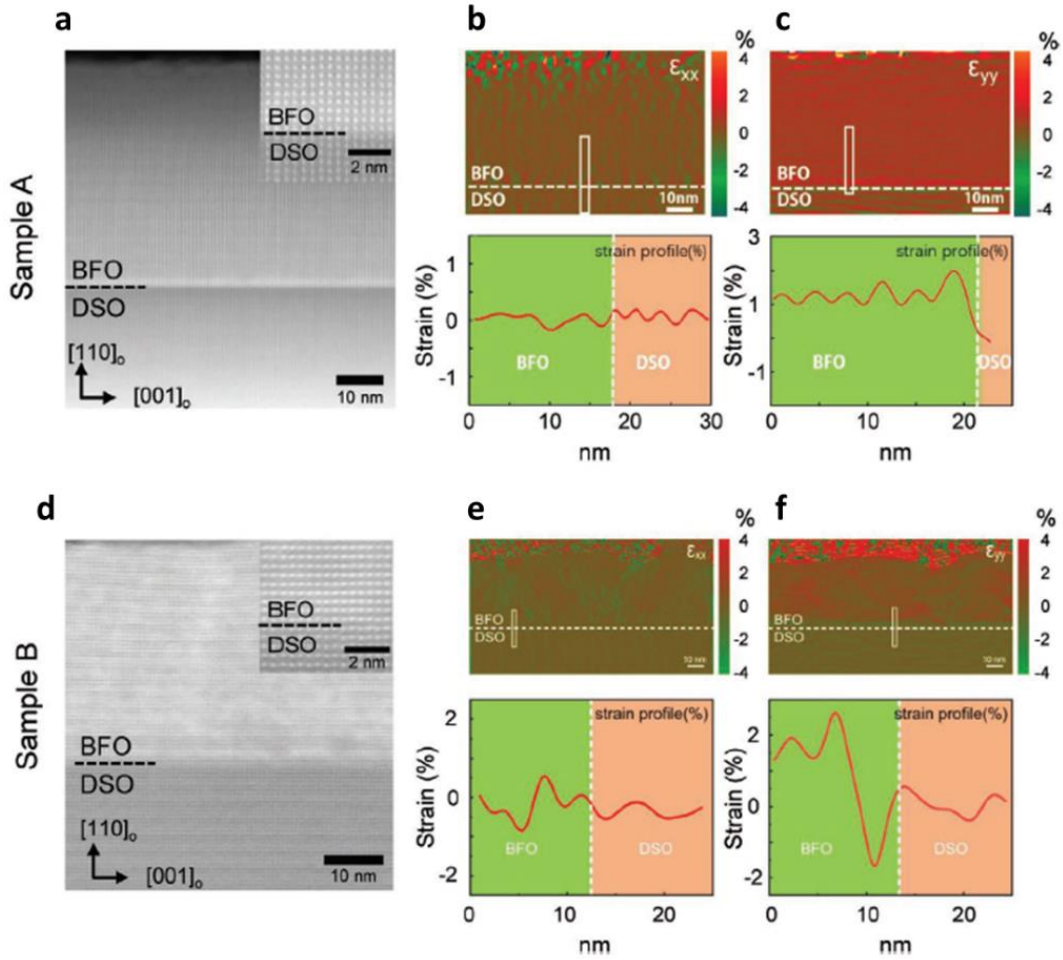 a
Sample A
BFO
DSO
2 nm
BFO
DSO
[110]o
[001]o
10 nm
b
%
εxx
4
2
0
-2
-4
BFO
DSO
10nm
strain profile(%)
Strain (%)
1
0
-1
BFO
DSO
0 10 20 30
nm
c
%
εyy
4
2
0
-2
-4
BFO
DSO
10nm
strain profile(%)
Strain (%)
3
1
-1
BFO
DSO
0 10 20
nm
d
Sample B
BFO
DSO
2 nm
BFO
DSO
[110]o
[001]o
10 nm
e
%
εxx
4
2
0
-2
-4
BFO
DSO
10 nm
strain profile(%)
Strain (%)
2
0
-2
BFO
DSO
0 10 20
nm
f
%
εyy
4
2
0
-2
-4
BFO
DSO
10 nm
strain profile(%)
Strain (%)
2
0
-2
BFO
DSO
0 10 20
nm